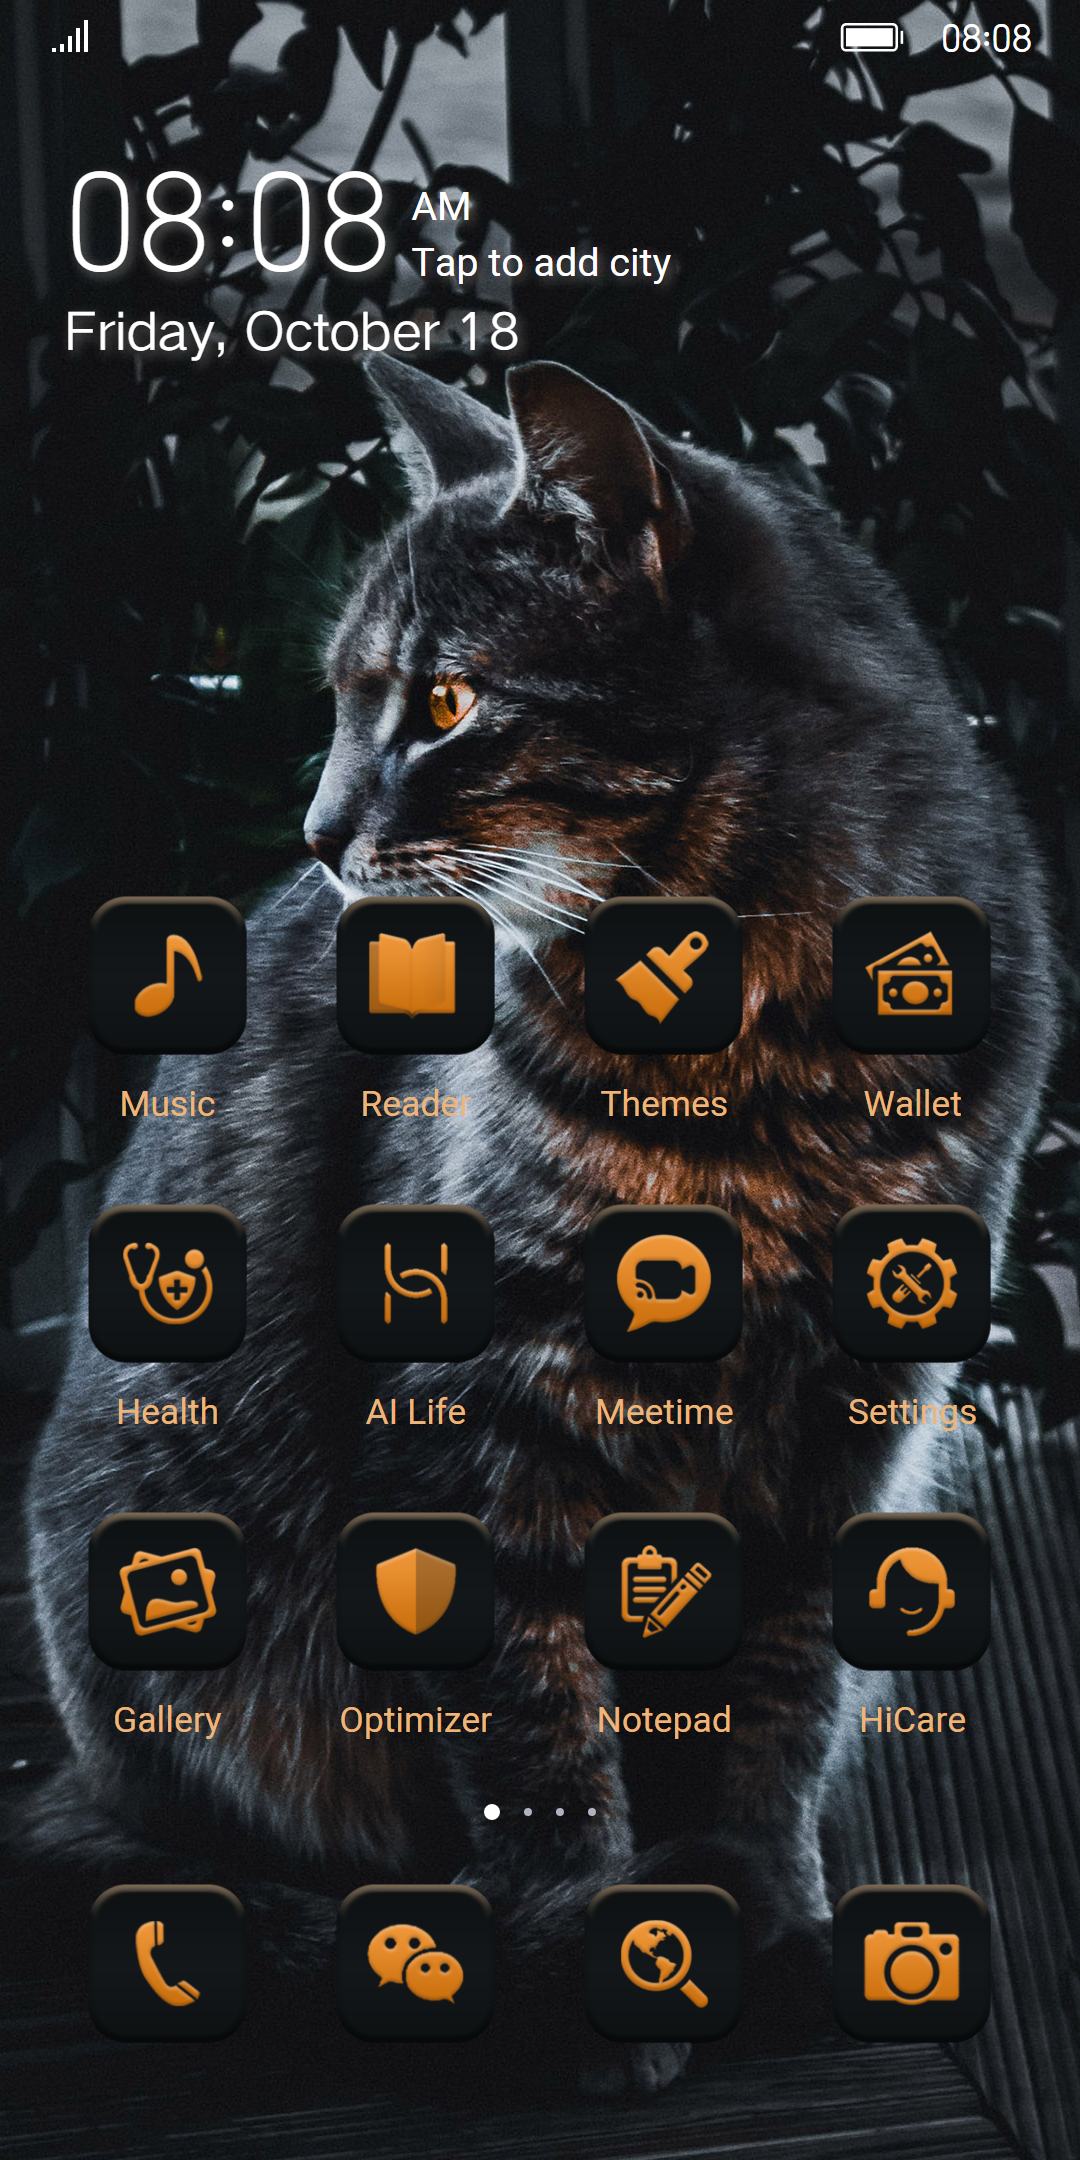 08:08
08:08 AM
Tap to add city
Friday, October 18
Music Reader Themes Wallet
Health AI Life Meetime Settings
Gallery Optimizer Notepad HiCare